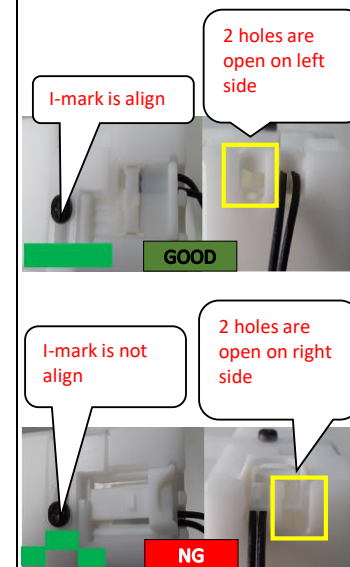 2 holes are
open on left
side
I-mark is align
GOOD
2 holes are
open on right
side
I-mark is not
align
NG